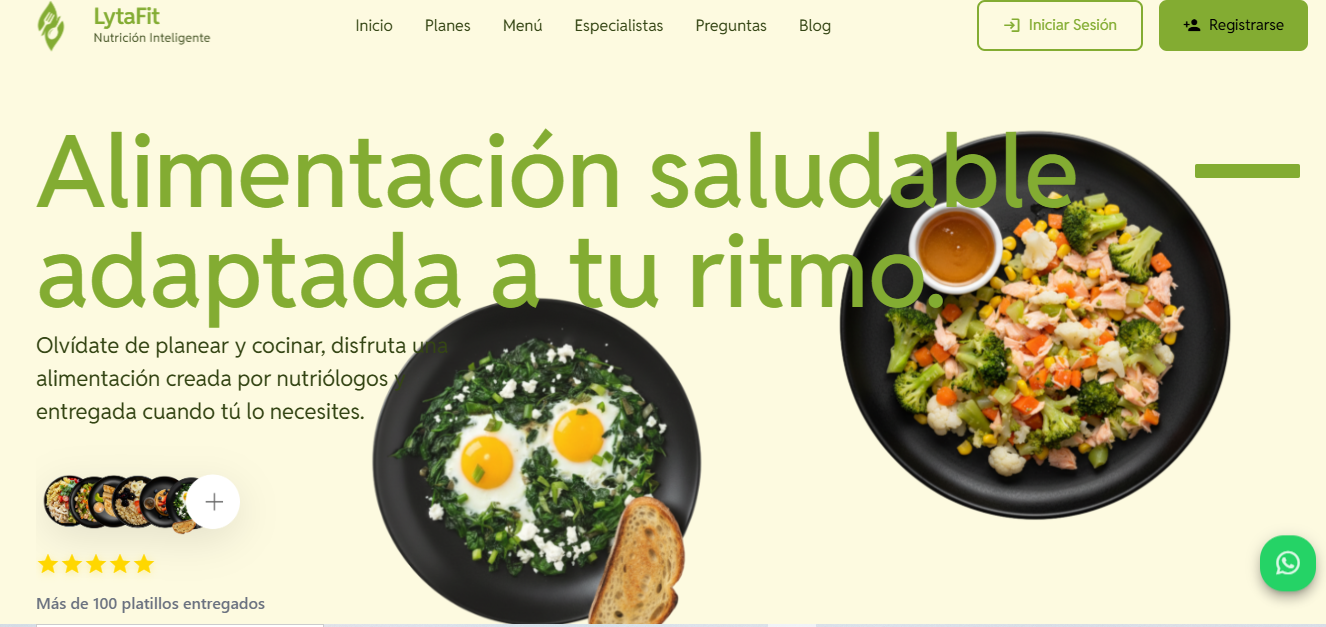 LytaFit
Nutrición Inteligente
Inicio
Planes
Menú
Especialistas
Preguntas
Blog
Iniciar Sesión
Registrarse
Alimentación saludable
adaptada a tu ritmo.
Olvídate de planear y cocinar, disfruta una
alimentación creada por nutriólogos y
entregada cuando tú lo necesites.
Más de 100 platillos entregados